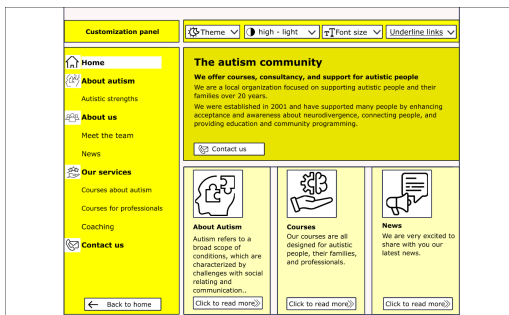 Customization panel
Theme
high - light
TT Font size
Underline links
Home
About autism
Autistic strengths
About us
Meet the team
News
Our services
Courses about autism
Courses for professionals
Coaching
Contact us
Back to home
The autism community
We offer courses, consultancy, and support for autistic people
We are a local organization focused on supporting autistic people and their
families over 20 years.
We were established in 2001 and have supported many people by enhancing
acceptance and awareness about neurodivergence, connecting people, and
providing education and community programming.
Contact us
About Autism
Autism refers to a
broad scope of
conditions, which are
characterized by
challenges with social
relating and
communication..
Click to read more
Courses
Our courses are all
designed for autistic
people, their families,
and professionals.
Click to read more
News
We are very excited to
share with you our
latest news.
Click to read more